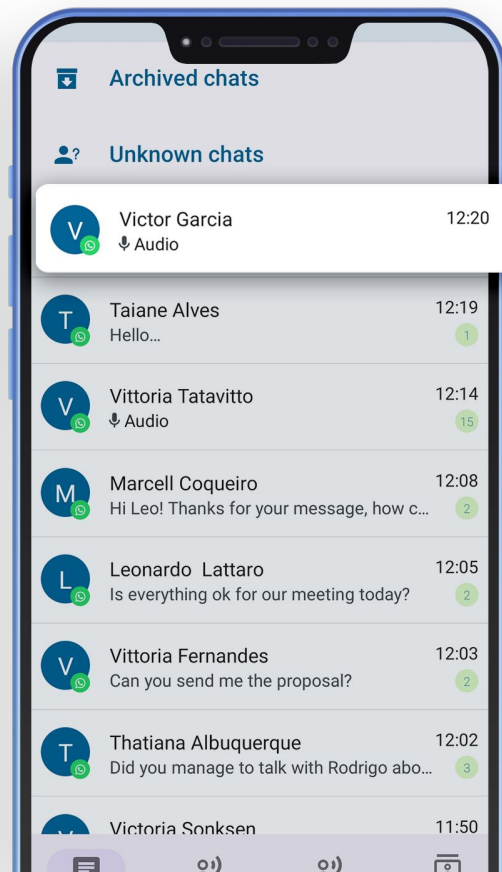 Archived chats
Unknown chats
V Victor Garcia 12:20
Audio
T Taiane Alves 12:19
Hello... 1
V Vittoria Tatavitto 12:14
Audio 15
M Marcell Coqueiro 12:08
Hi Leo! Thanks for your message, how c... 2
L Leonardo Lattaro 12:05
Is everything ok for our meeting today? 2
V Vittoria Fernandes 12:03
Can you send me the proposal? 2
T Thatiana Albuquerque 12:02
Did you manage to talk with Rodrigo abo... 3
V Victoria Sonksen 11:50